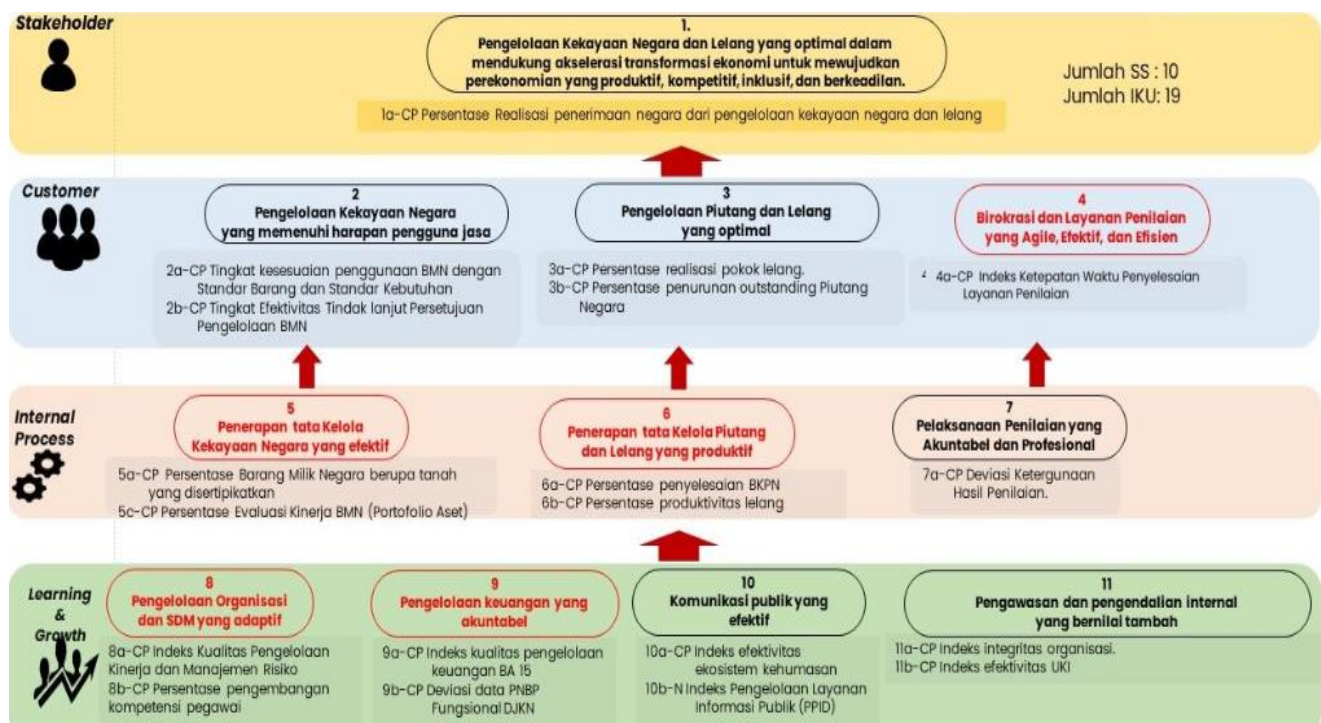 Stakeholder
1.
Pengelolaan Kekayaan Negara dan Lelang yang optimal dalam
mendukung akselerasi transformasi ekonomi untuk mewujudkan
perekonomian yang produktif, kompetitif, inklusif, dan berkeadilan.
1a-CP Persentase Realisasi penerimaan negara dari pengelolaan kekayaan negara dan lelang
Jumlah SS : 10
Jumlah IKU: 19
Customer
2
Pengelolaan Kekayaan Negara
yang memenuhi harapan pengguna jasa
2a-CP Tingkat kesesuaian penggunaan BMN dengan
Standar Barang dan Standar Kebutuhan
2b-CP Tingkat Efektivitas Tindak lanjut Persetujuan
Pengelolaan BMN
3
Pengelolaan Piutang dan Lelang
yang optimal
3a-CP Persentase realisasi pokok lelang.
3b-CP Persentase penurunan outstanding Piutang
Negara
4
Birokrasi dan Layanan Penilaian
yang Agile, Efektif, dan Efisien
4a-CP Indeks Ketepatan Waktu Penyelesaian
Layanan Penilaian
Internal
Process
5
Penerapan tata Kelola
Kekayaan Negara yang efektif
5a-CP Persentase Barang Milik Negara berupa tanah
yang disertipikatkan
5c-CP Persentase Evaluasi Kinerja BMN (Portofolio Aset)
6
Penerapan tata Kelola Piutang
dan Lelang yang produktif
6a-CP Persentase penyelesaian BKPN
6b-CP Persentase produktivitas lelang
7
Pelaksanaan Penilaian yang
Akuntabel dan Profesional
7a-CP Deviasi Ketergunaan
Hasil Penilaian.
Learning
&
Growth
8
Pengelolaan Organisasi
dan SDM yang adaptif
8a-CP Indeks Kualitas Pengelolaan
Kinerja dan Manajemen Risiko
8b-CP Persentase pengembangan
kompetensi pegawai
9
Pengelolaan keuangan yang
akuntabel
9a-CP Indeks kualitas pengelolaan
keuangan BA 15
9b-CP Deviasi data PNBP
Fungsional DJKN
10
Komunikasi publik yang
efektif
10a-CP Indeks efektivitas
ekosistem kehumasan
10b-N Indeks Pengelolaan Layanan
Informasi Publik (PPID)
11
Pengawasan dan pengendalian internal
yang bernilai tambah
11a-CP Indeks integritas organisasi.
11b-CP Indeks efektivitas UKI